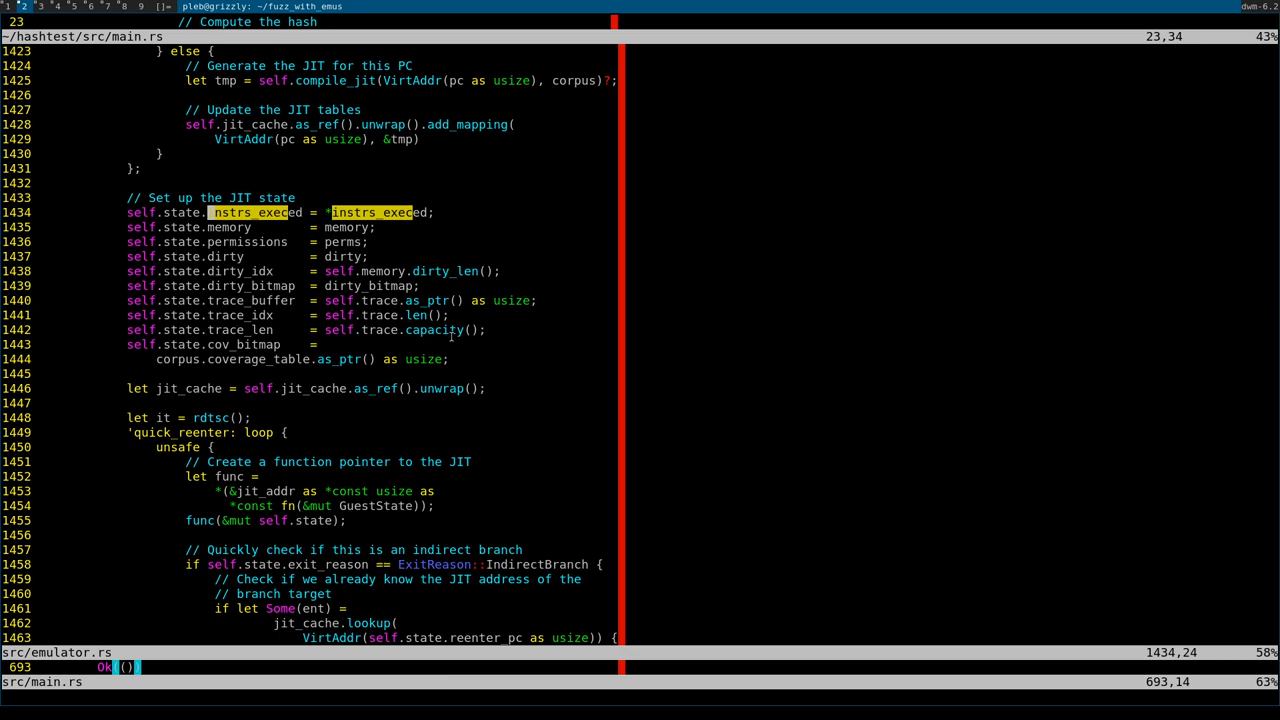 1 2 3 4 5 6 7 8 9 []= pleb@grizzly: ~/fuzz_with_emus dwm-6.2
23 // Compute the hash
~/hashtest/src/main.rs 23,34 43%
1423 } else {
1424 // Generate the JIT for this PC
1425 let tmp = self.compile_jit(VirtAddr(pc as usize), corpus)?;
1426
1427 // Update the JIT tables
1428 self.jit_cache.as_ref().unwrap().add_mapping(
1429 VirtAddr(pc as usize), &tmp)
1430 }
1431 };
1432
1433 // Set up the JIT state
1434 self.state.instrs_execed = *instrs_execed;
1435 self.state.memory = memory;
1436 self.state.permissions = perms;
1437 self.state.dirty = dirty;
1438 self.state.dirty_idx = self.memory.dirty_len();
1439 self.state.dirty_bitmap = dirty_bitmap;
1440 self.state.trace_buffer = self.trace.as_ptr() as usize;
1441 self.state.trace_idx = self.trace.len();
1442 self.state.trace_len = self.trace.capacity();
1443 self.state.cov_bitmap =
1444 corpus.coverage_table.as_ptr() as usize;
1445
1446 let jit_cache = self.jit_cache.as_ref().unwrap();
1447
1448 let it = rdtsc();
1449 'quick_reenter: loop {
1450 unsafe {
1451 // Create a function pointer to the JIT
1452 let func =
1453 *(&jit_addr as *const usize as
1454 *const fn(&mut GuestState));
1455 func(&mut self.state);
1456
1457 // Quickly check if this is an indirect branch
1458 if self.state.exit_reason == ExitReason::IndirectBranch {
1459 // Check if we already know the JIT address of the
1460 // branch target
1461 if let Some(ent) =
1462 jit_cache.lookup(
1463 VirtAddr(self.state.reenter_pc as usize)) {
src/emulator.rs 1434,24 58%
693 Ok(())
src/main.rs 693,14 63%